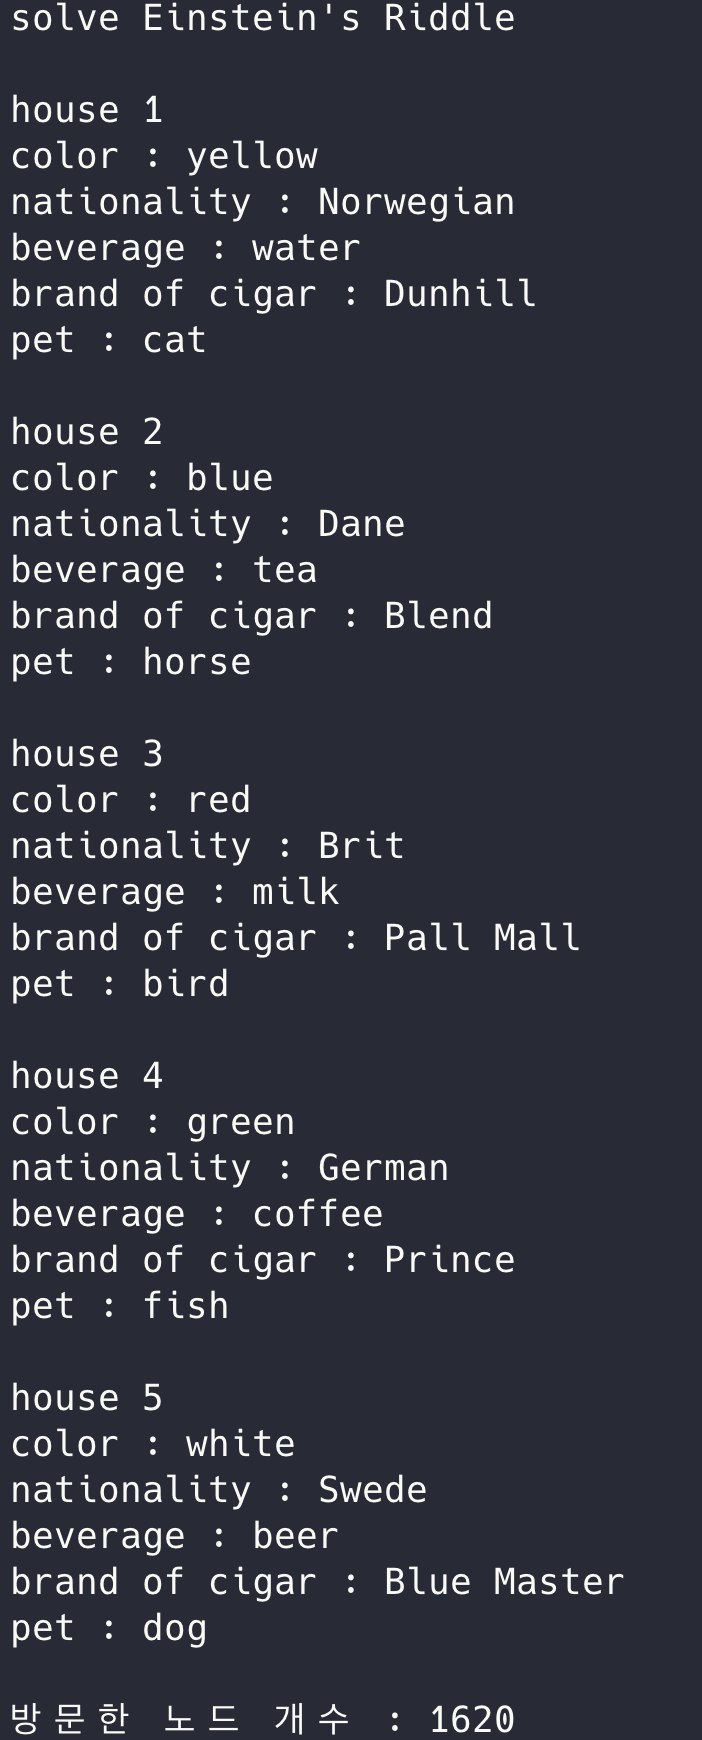 solve Einstein's Riddle
house 1
color : yellow
nationality : Norwegian
beverage : water
brand of cigar : Dunhill
pet : cat
house 2
color : blue
nationality : Dane
beverage : tea
brand of cigar : Blend
pet : horse
house 3
color : red
nationality : Brit
beverage : milk
brand of cigar : Pall Mall
pet : bird
house 4
color : green
nationality : German
beverage : coffee
brand of cigar : Prince
pet : fish
house 5
color : white
nationality : Swede
beverage : beer
brand of cigar : Blue Master
pet : dog
방문한 노드 개수 : 1620